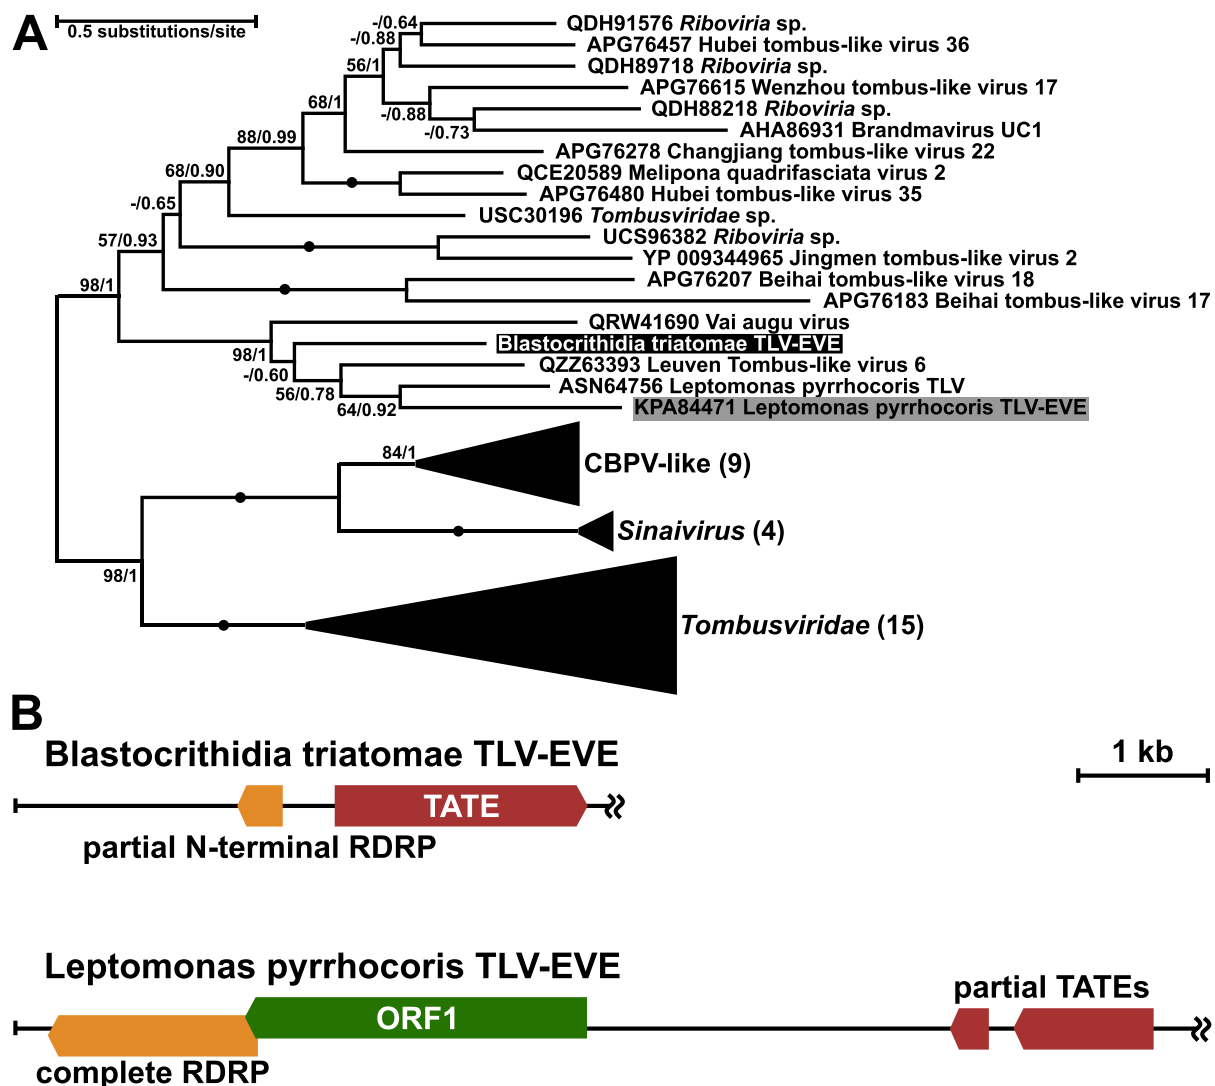 A
0.5 substitutions/site
-/0.64
QDH91576 Riboviria sp.
-/0.88
APG76457 Hubei tombus-like virus 36
56/1
QDH89718 Riboviria sp.
APG76615 Wenzhou tombus-like virus 17
68/1
-/0.88
QDH88218 Riboviria sp.
-/0.73
AHA86931 Brandmavirus UC1
88/0.99
APG76278 Changjiang tombus-like virus 22
68/0.90
QCE20589 Melipona quadrifasciata virus 2
APG76480 Hubei tombus-like virus 35
-/0.65
USC30196 Tombusviridae sp.
57/0.93
UCS96382 Riboviria sp.
YP 009344965 Jingmen tombus-like virus 2
98/1
APG76207 Beihai tombus-like virus 18
APG76183 Beihai tombus-like virus 17
QRW41690 Vai augu virus
98/1
Blastocrithidia triatomae TLV-EVE
-/0.60
QZZ63393 Leuven Tombus-like virus 6
56/0.78
ASN64756 Leptomonas pyrrhocoris TLV
64/0.92
KPA84471 Leptomonas pyrrhocoris TLV-EVE
84/1
CBPV-like (9)
Sinaivirus (4)
98/1
Tombusviridae (15)
B
Blastocrithidia triatomae TLV-EVE
1 kb
TATE
partial N-terminal RDRP
Leptomonas pyrrhocoris TLV-EVE
partial TATEs
ORF1
complete RDRP